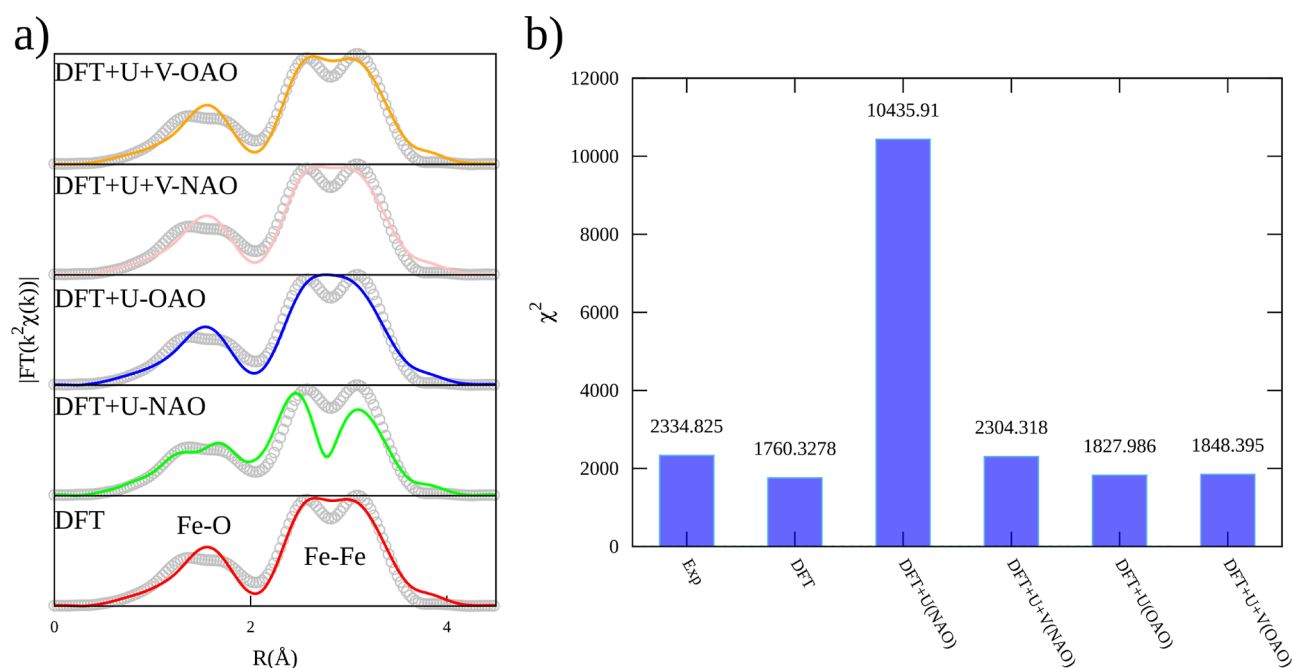 a)
DFT+U+V-OAO
DFT+U+V-NAO
DFT+U-OAO
DFT+U-NAO
DFT
Fe-O
Fe-Fe
|FT(k²χ(k))|
0 2 4
R(Å)
b)
12000
10000
8000
6000
4000
2000
0
χ²
2334.825
1760.3278
10435.91
2304.318
1827.986
1848.395
Exp
DFT
DFT+U(NAO)
DFT+U+V(NAO)
DFT+U(OAO)
DFT+U+V(OAO)